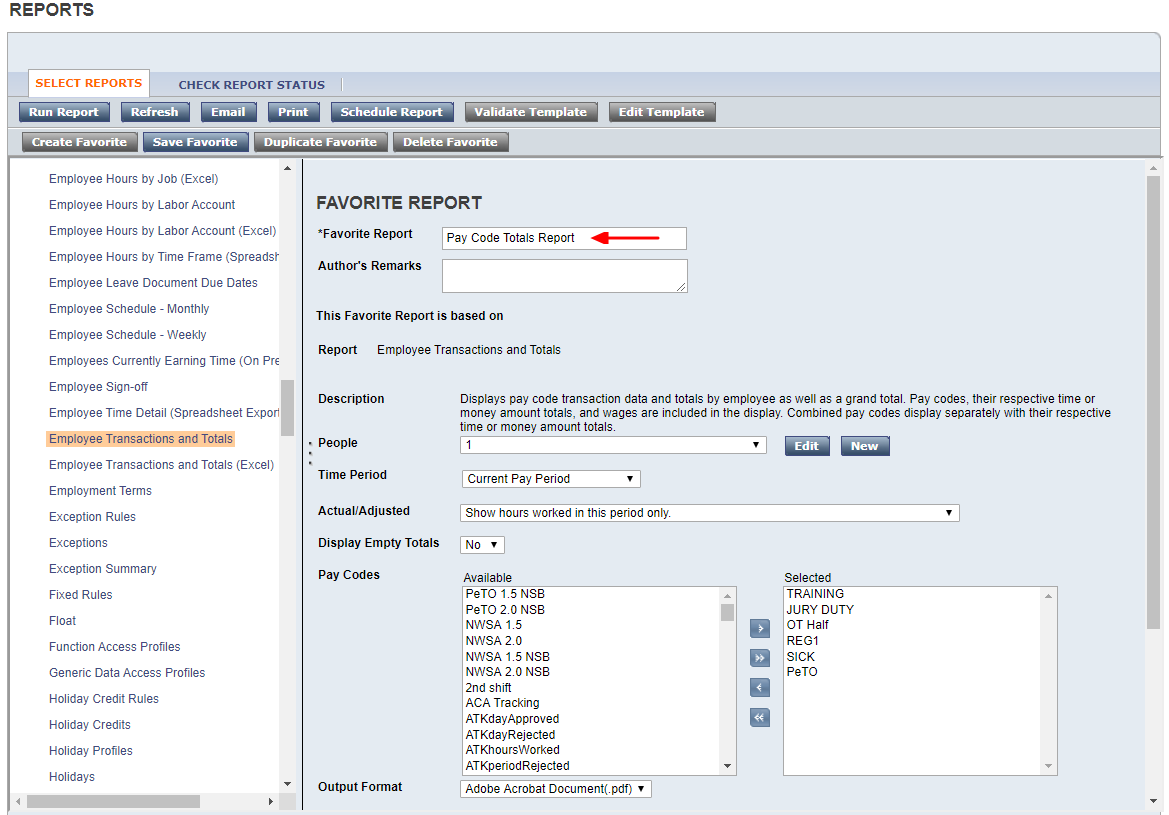 REPORTS
SELECT REPORTS
CHECK REPORT STATUS
Run Report
Refresh
Email
Print
Schedule Report
Validate Template
Edit Template
Create Favorite
Save Favorite
Duplicate Favorite
Delete Favorite
Employee Hours by Job (Excel)
Employee Hours by Labor Account
Employee Hours by Labor Account (Excel)
Employee Hours by Time Frame (Spreadsh
Employee Leave Document Due Dates
Employee Schedule - Monthly
Employee Schedule - Weekly
Employees Currently Earning Time (On Pre
Employee Sign-off
Employee Time Detail (Spreadsheet Export
Employee Transactions and Totals
Employee Transactions and Totals (Excel)
Employment Terms
Exception Rules
Exceptions
Exception Summary
Fixed Rules
Float
Function Access Profiles
Generic Data Access Profiles
Holiday Credit Rules
Holiday Credits
Holiday Profiles
Holidays
FAVORITE REPORT
*Favorite Report
Pay Code Totals Report
Author's Remarks
This Favorite Report is based on
Report
Employee Transactions and Totals
Description
Displays pay code transaction data and totals by employee as well as a grand total. Pay codes, their respective time or
money amount totals, and wages are included in the display. Combined pay codes display separately with their respective
time or money amount totals.
People
1
Edit
New
Time Period
Current Pay Period
Actual/Adjusted
Show hours worked in this period only.
Display Empty Totals
No
Pay Codes
Available
PeTO 1.5 NSB
PeTO 2.0 NSB
NWSA 1.5
NWSA 2.0
NWSA 1.5 NSB
NWSA 2.0 NSB
2nd shift
ACA Tracking
ATKdayApproved
ATKdayRejected
ATKhoursWorked
ATKperiodRejected
Selected
TRAINING
JURY DUTY
OT Half
REG1
SICK
PeTO
Output Format
Adobe Acrobat Document(.pdf)